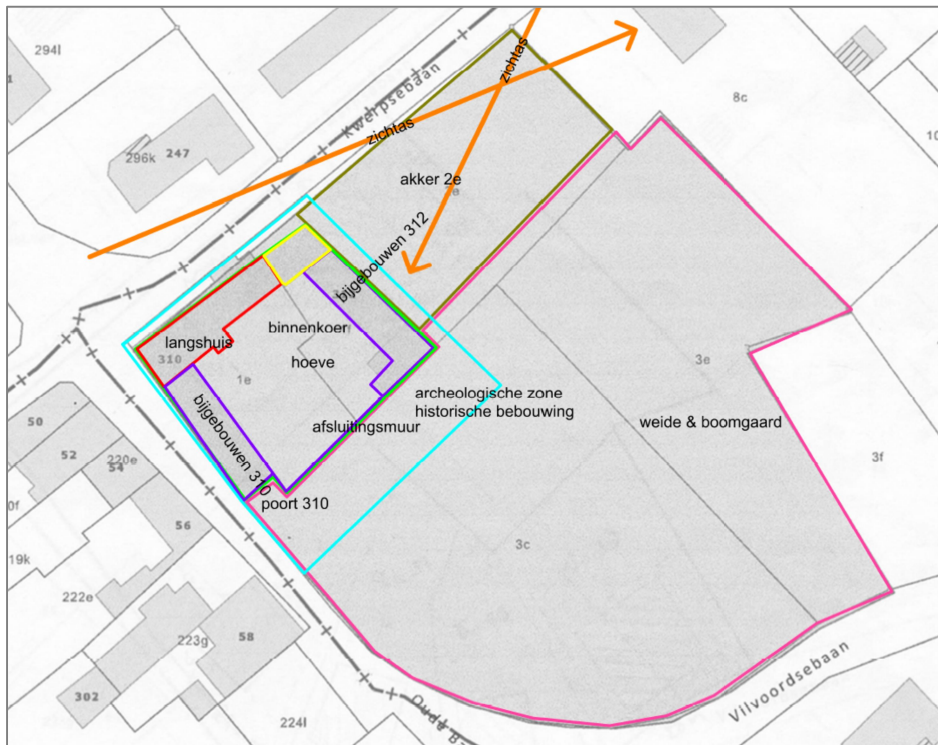 294l
Kwerpsebaan
zichtas
zichtas
8c
10
296k
247
akker 2e
bijgebouwen 312
binnenkoer
langshuis
310
hoeve
1e
3e
archeologische zone
historische bebouwing
weide & boomgaard
afsluitingsmuur
bijgebouwen 310
poort 310
3f
50
52
54
220e
0f
56
19k
222e
3c
223g
58
302
224l
Vilvoordsebaan